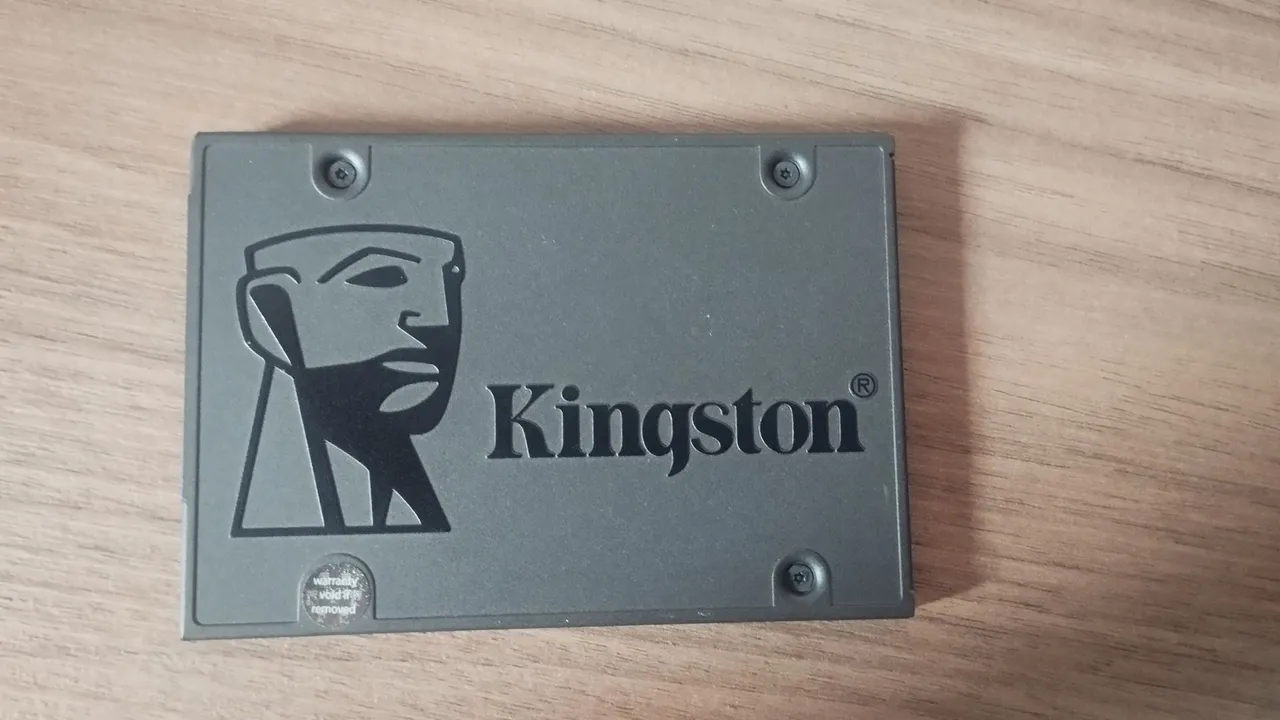 Kingston®
warranty
void if
removed